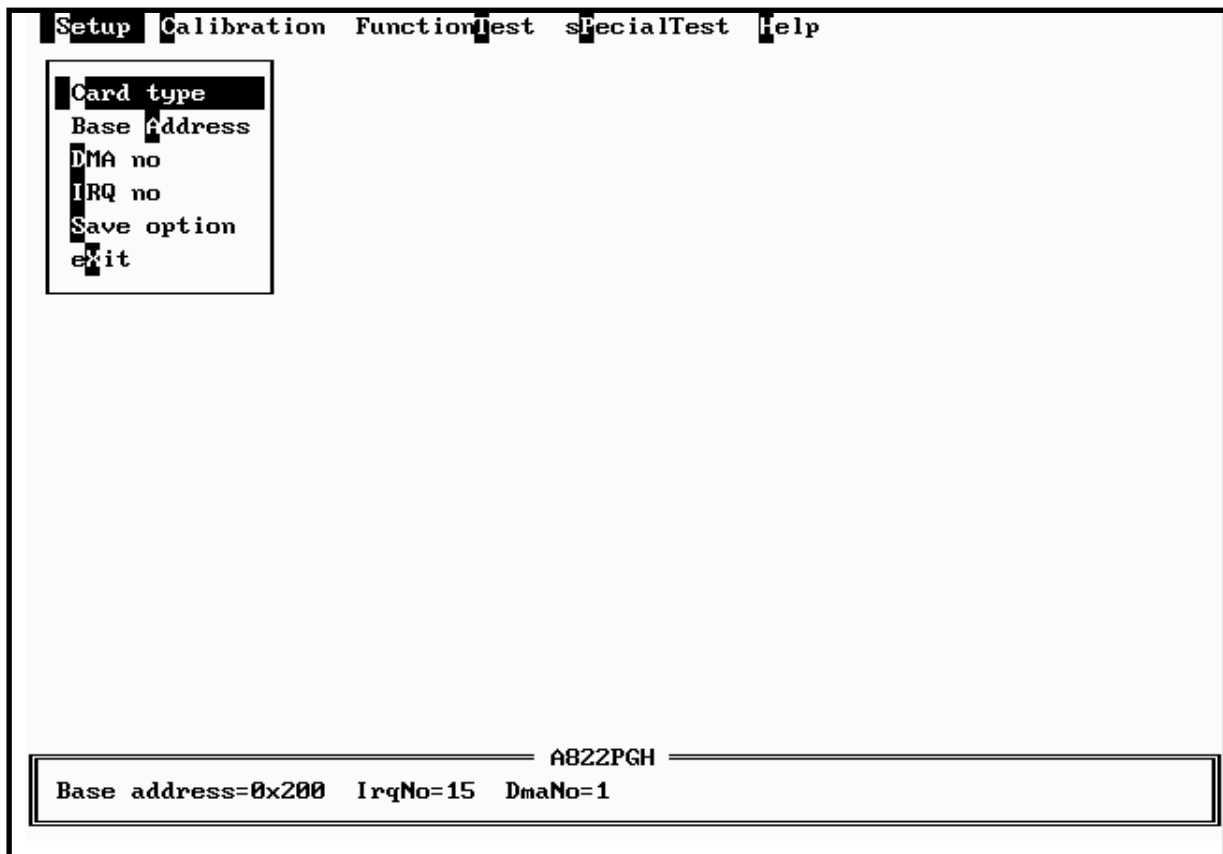 Setup Calibration FunctionTest sPecialTest Help
Card type
Base Address
DMA no
IRQ no
Save option
eXit
A822PGH
Base address=0x200 IrqNo=15 DmaNo=1